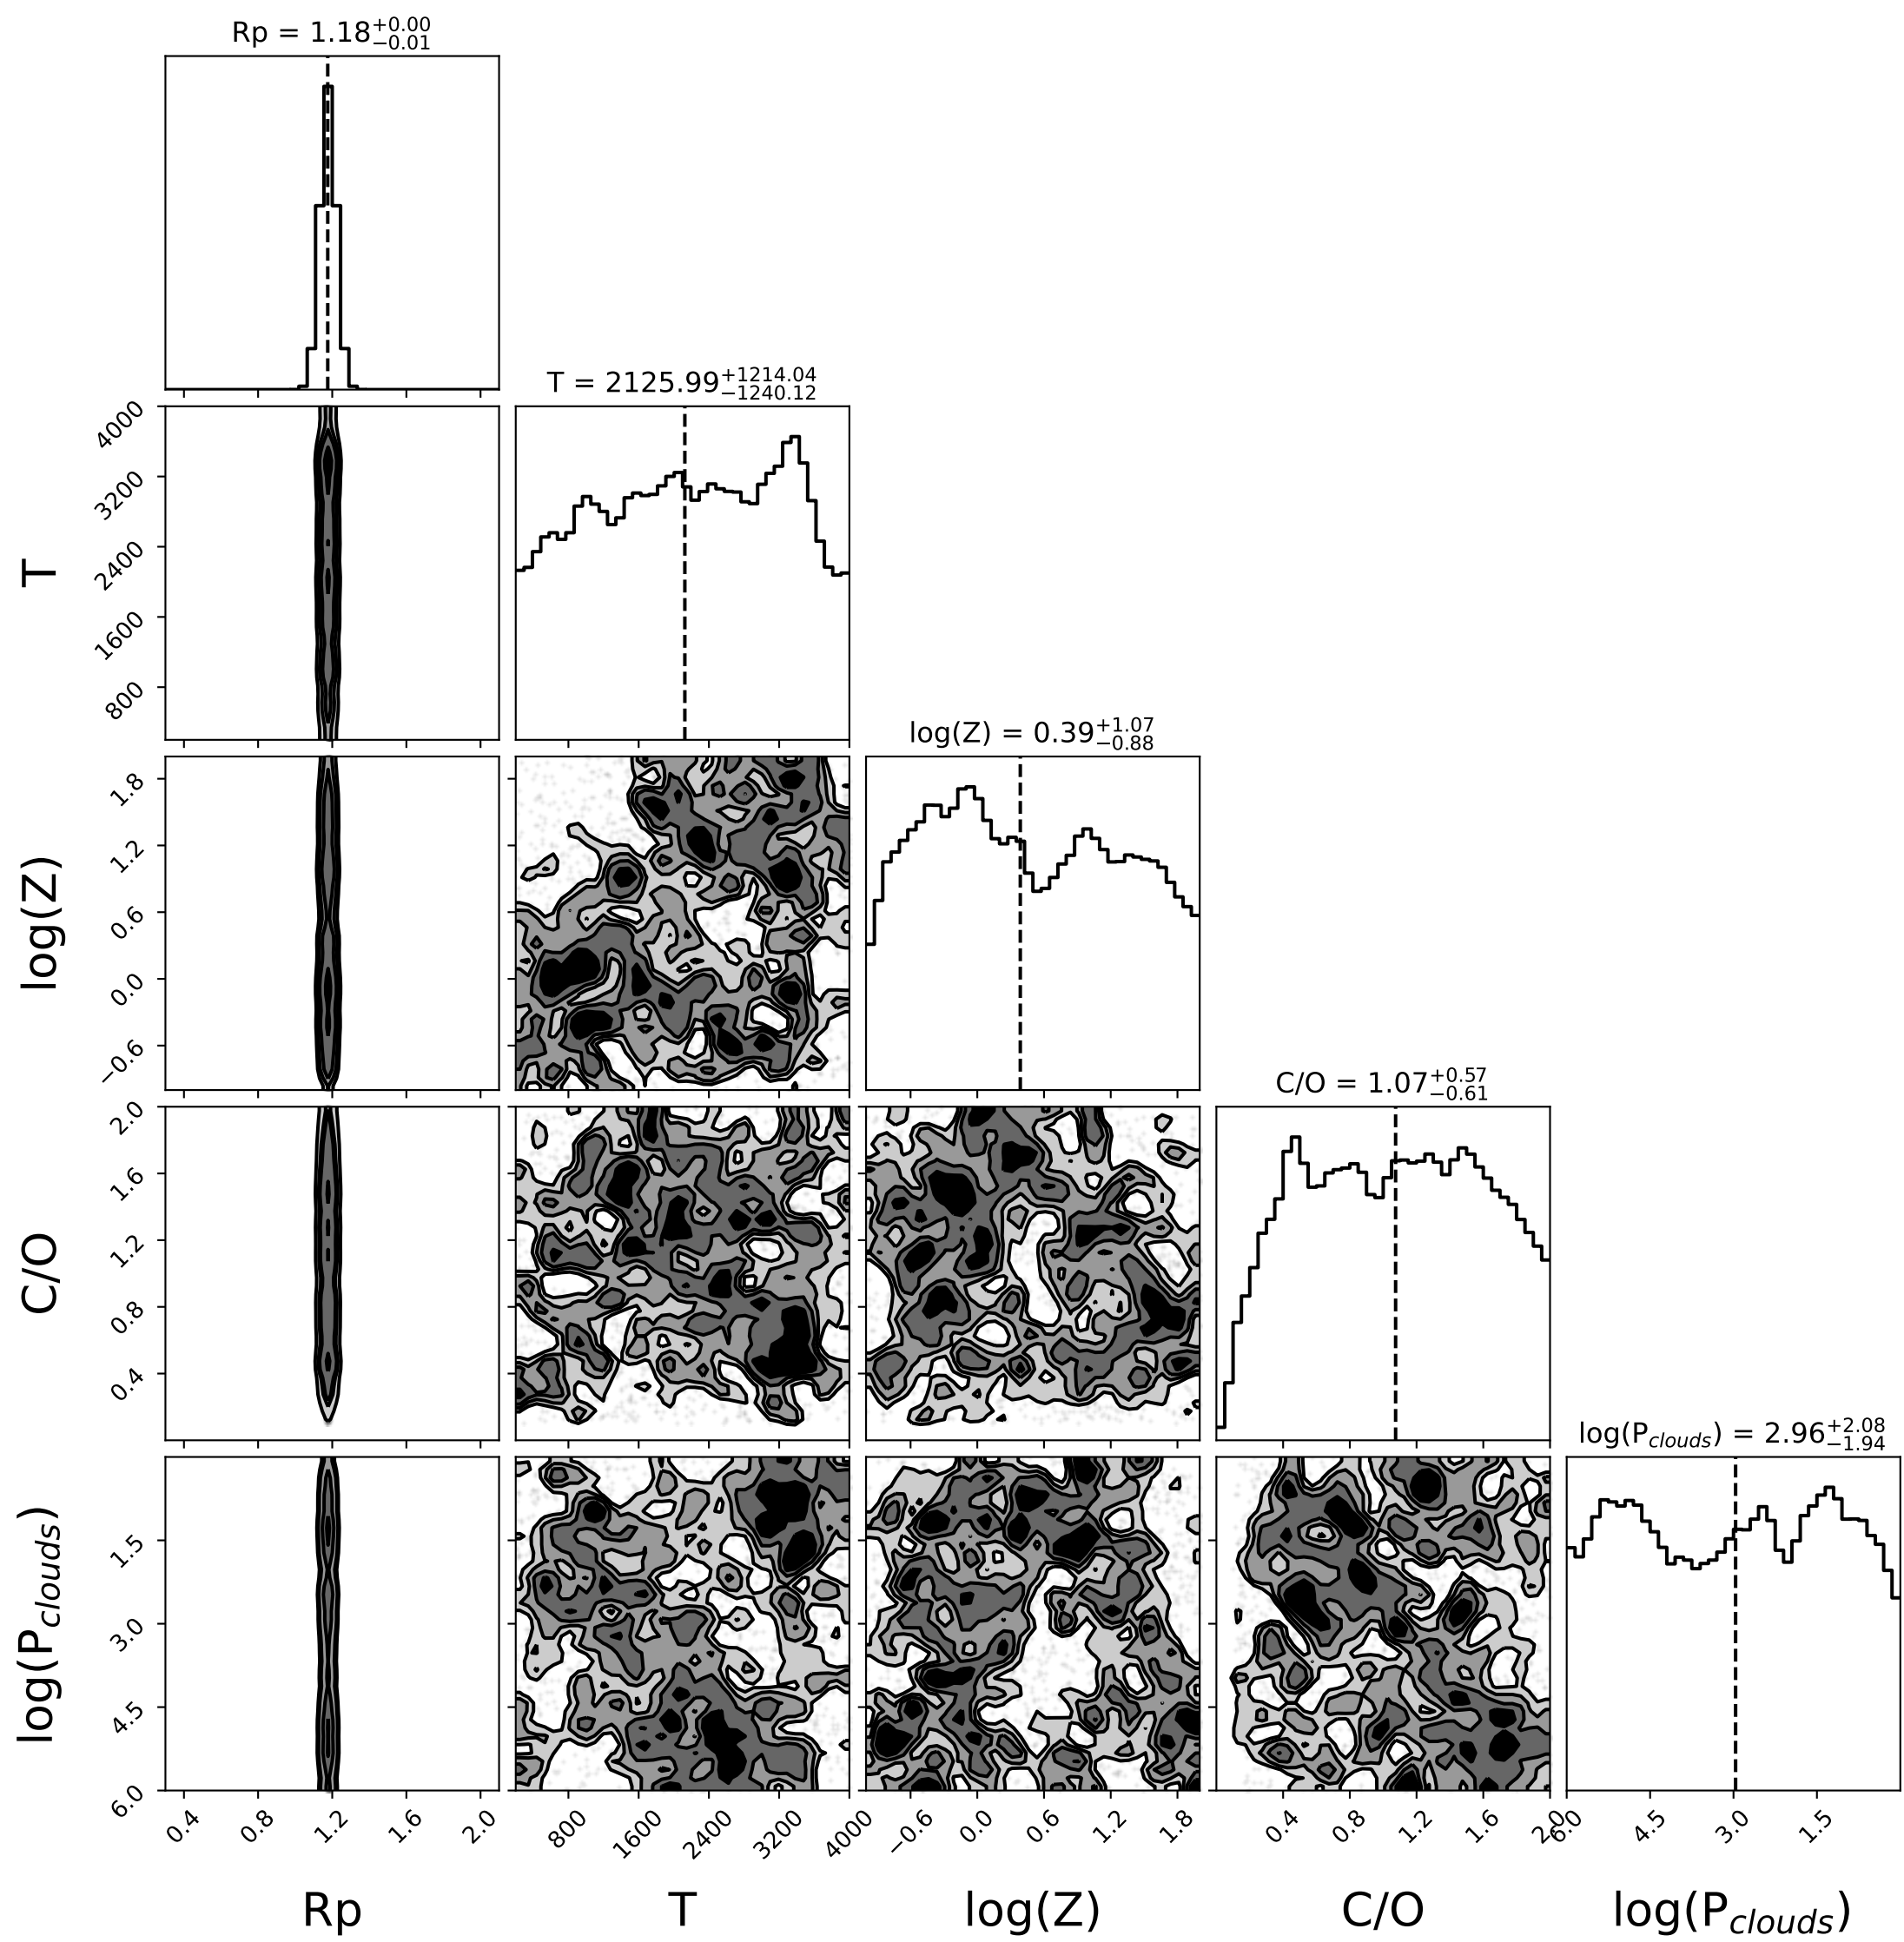 Rp = 1.18+0.00 −0.01
T = 2125.99+1214.04 −1240.12
4000
3200
2400
1600
800
T
log(Z) = 0.39+1.07 −0.88
1.8
1.2
0.6
0.0
−0.6
log(Z)
C/O = 1.07+0.57 −0.61
2.0
1.6
1.2
0.8
0.4
C/O
log(Pclouds) = 2.96+2.08 −1.94
1.5
3.0
4.5
6.0
log(Pclouds)
0.4 0.8 1.2 1.6 2.0 800 1600 2400 3200 4000 −0.6 0.0 0.6 1.2 1.8 0.4 0.8 1.2 1.6 2.0 6.0 4.5 3.0 1.5
Rp T log(Z) C/O log(Pclouds)